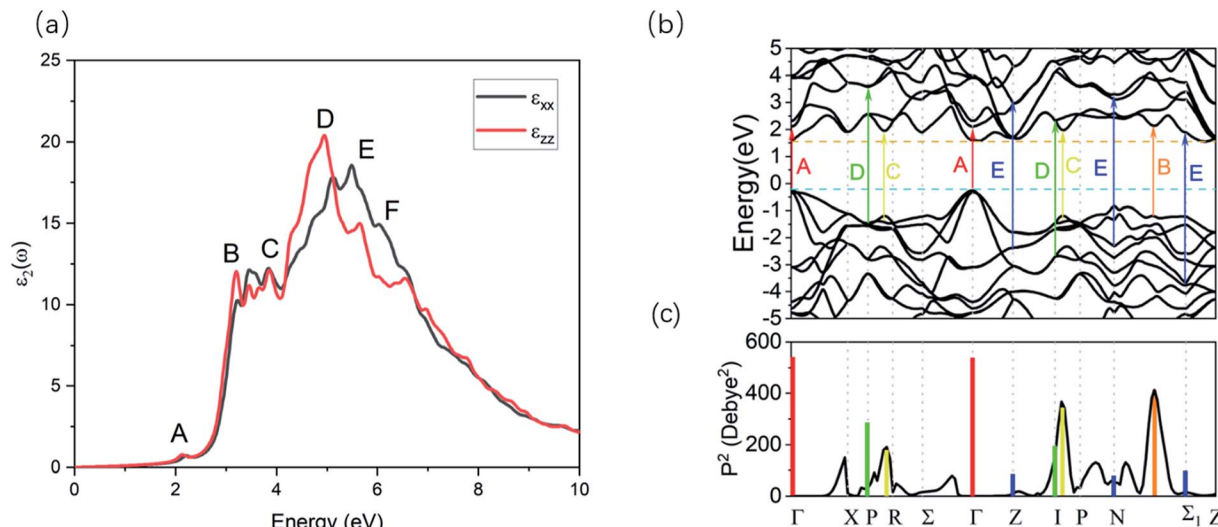 (a)
25
20
15
10
5
0
ε₂(ω)
εxx
εzz
A
B
C
D
E
F
0 2 4 6 8 10
Energy (eV)
(b)
5
4
3
2
1
0
-1
-2
-3
-4
-5
Energy(eV)
A D C A E D C E B E
(c)
600
400
200
0
P² (Debye²)
Γ X P R Σ Γ Z I P N Σ₁ Z